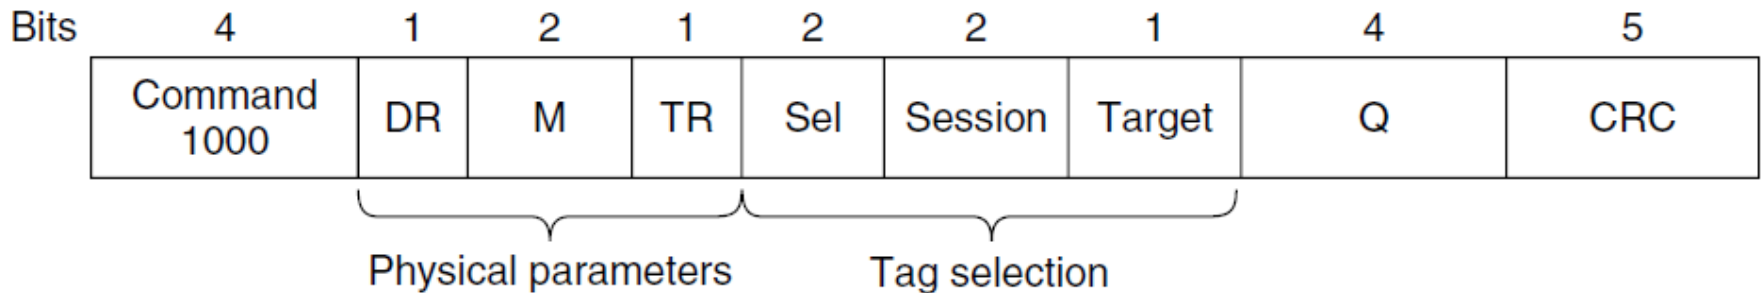 Bits 4 1 2 1 2 2 1 4 5
Command 1000 DR M TR Sel Session Target Q CRC
Physical parameters Tag selection